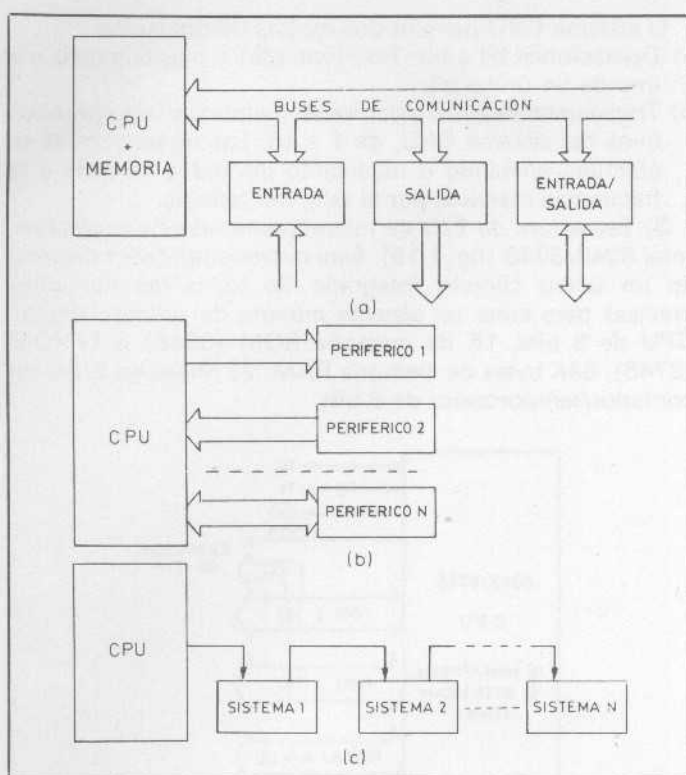 CPU
+
MEMORIA
BUSES DE COMUNICACION
ENTRADA
SALIDA
ENTRADA/
SALIDA
(a)
CPU
PERIFERICO 1
PERIFERICO 2
PERIFERICO N
(b)
CPU
SISTEMA 1
SISTEMA 2
SISTEMA N
(c)